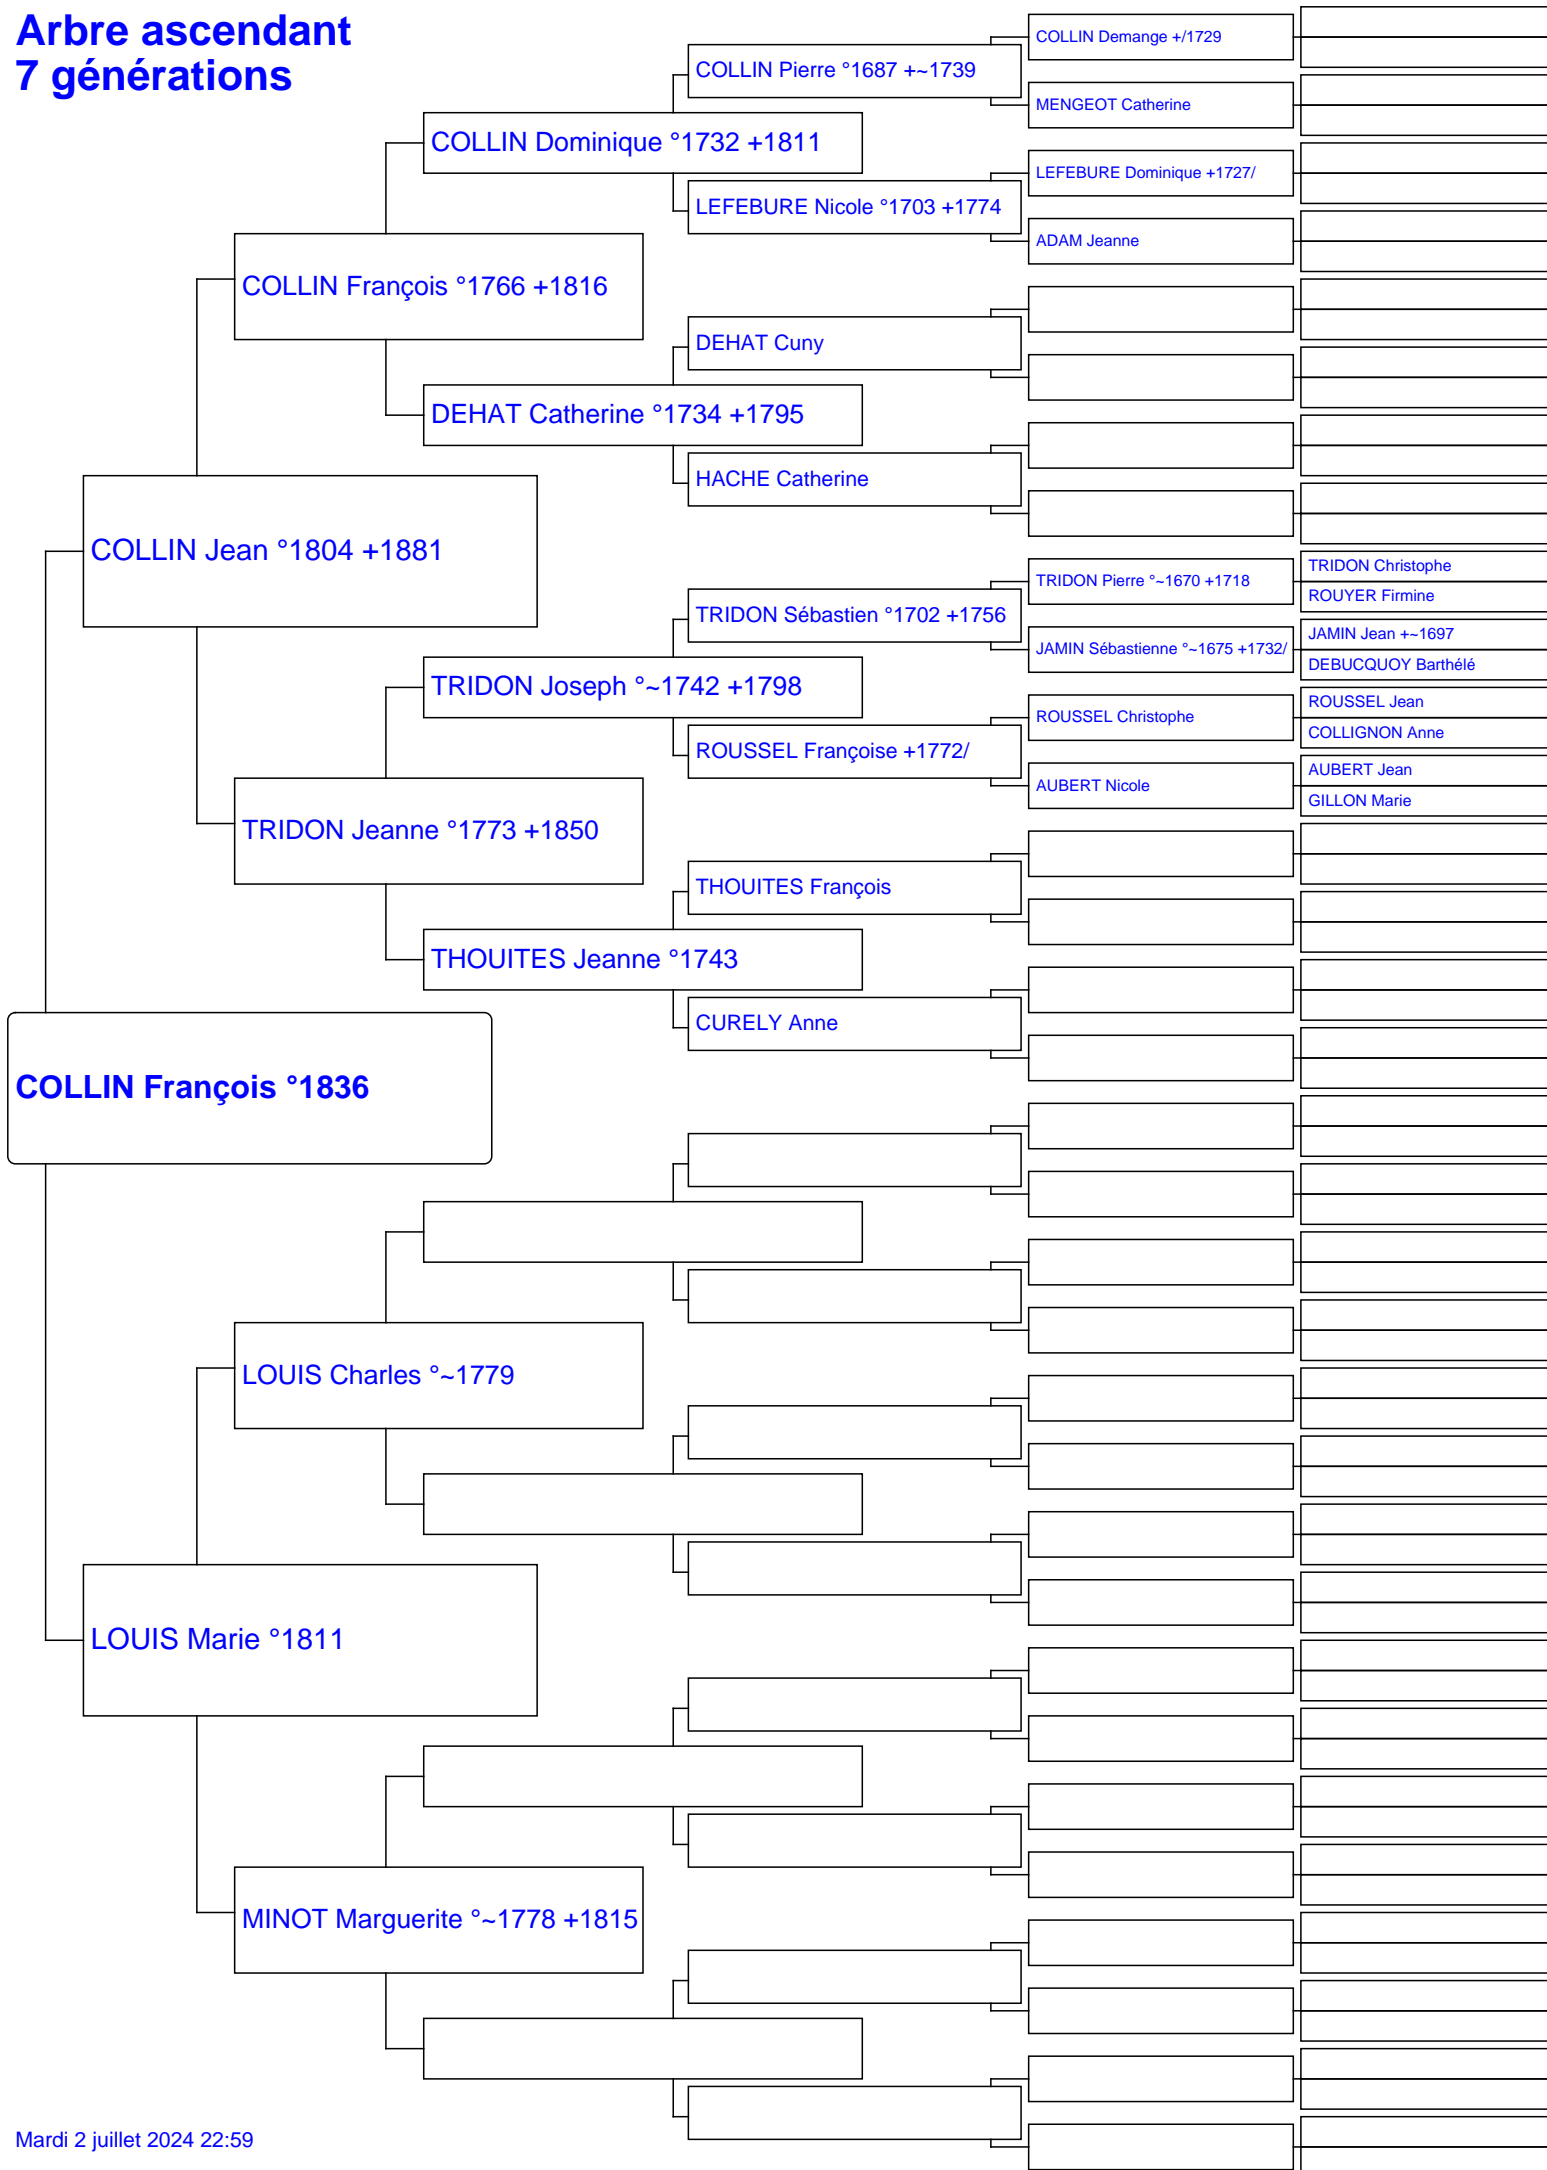 Arbre ascendant
7 générations
COLLIN Demange +/1729
COLLIN Pierre °1687 +~1739
MENGEOT Catherine
COLLIN Dominique °1732 +1811
LEFEBURE Dominique +1727/
LEFEBURE Nicole °1703 +1774
ADAM Jeanne
COLLIN François °1766 +1816
DEHAT Cuny
DEHAT Catherine °1734 +1795
HACHE Catherine
COLLIN Jean °1804 +1881
TRIDON Christophe
TRIDON Pierre °~1670 +1718
ROUYER Firmine
TRIDON Sébastien °1702 +1756
JAMIN Jean +~1697
JAMIN Sébastienne °~1675 +1732/
DEBUCQUOY Barthélé
TRIDON Joseph °~1742 +1798
ROUSSEL Jean
ROUSSEL Christophe
COLLIGNON Anne
ROUSSEL Françoise +1772/
AUBERT Jean
AUBERT Nicole
GILLON Marie
TRIDON Jeanne °1773 +1850
THOUITES François
THOUITES Jeanne °1743
CURELY Anne
COLLIN François °1836
LOUIS Charles °~1779
LOUIS Marie °1811
MINOT Marguerite °~1778 +1815
Mardi 2 juillet 2024 22:59